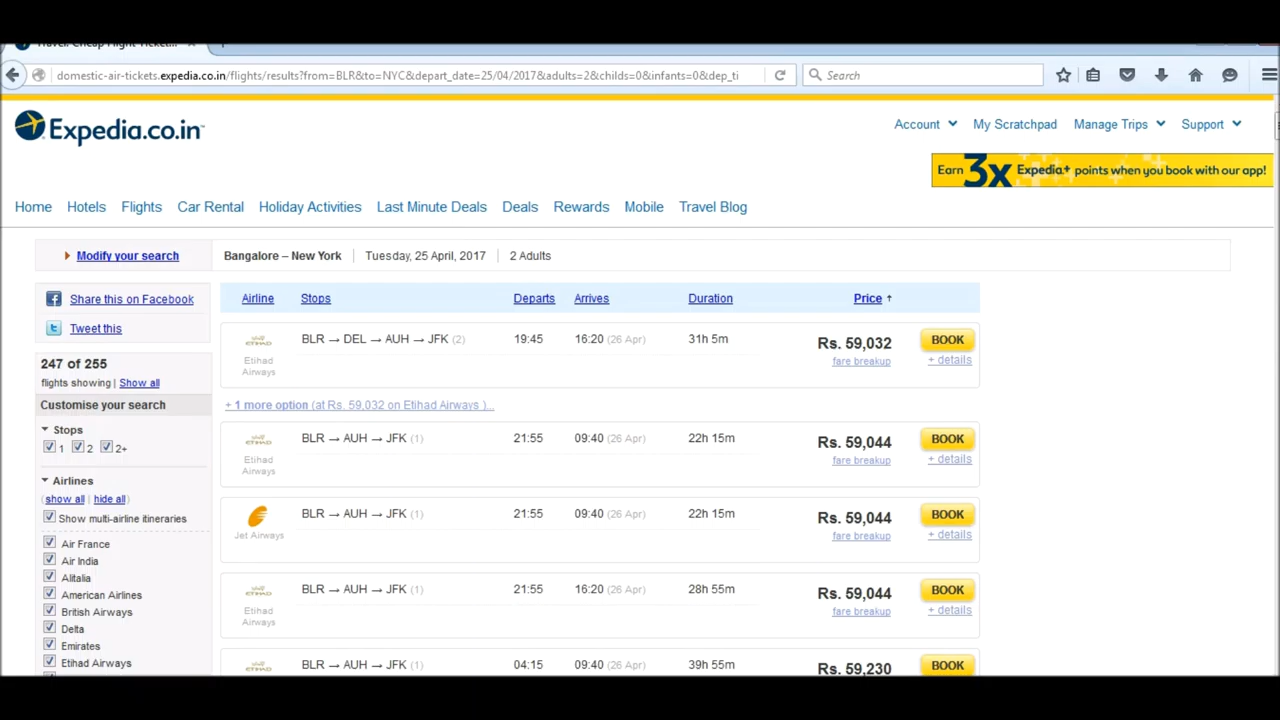 Travel: Cheap Flight Ticket...
domestic-air-tickets.expedia.co.in/flights/results?from=BLR&to=NYC&depart_date=25/04/2017&adults=2&childs=0&infants=0&dep_ti
Search
Expedia.co.in
Account My Scratchpad Manage Trips Support
Earn 3x Expedia+ points when you book with our app!
Home Hotels Flights Car Rental Holiday Activities Last Minute Deals Deals Rewards Mobile Travel Blog
Modify your search
Bangalore – New York Tuesday, 25 April, 2017 2 Adults
Share this on Facebook
Tweet this
247 of 255
flights showing | Show all
Customise your search
Stops
1 2 2+
Airlines
(show all | hide all)
Show multi-airline itineraries
Air France
Air India
Alitalia
American Airlines
British Airways
Delta
Emirates
Etihad Airways
Airline Stops Departs Arrives Duration Price ↑
BLR → DEL → AUH → JFK (2) 19:45 16:20 (26 Apr) 31h 5m Rs. 59,032 BOOK
Etihad Airways fare breakup + details
+ 1 more option (at Rs. 59,032 on Etihad Airways )...
BLR → AUH → JFK (1) 21:55 09:40 (26 Apr) 22h 15m Rs. 59,044 BOOK
Etihad Airways fare breakup + details
BLR → AUH → JFK (1) 21:55 09:40 (26 Apr) 22h 15m Rs. 59,044 BOOK
Jet Airways fare breakup + details
BLR → AUH → JFK (1) 21:55 16:20 (26 Apr) 28h 55m Rs. 59,044 BOOK
Etihad Airways fare breakup + details
BLR → AUH → JFK (1) 04:15 09:40 (26 Apr) 39h 55m Rs. 59,230 BOOK